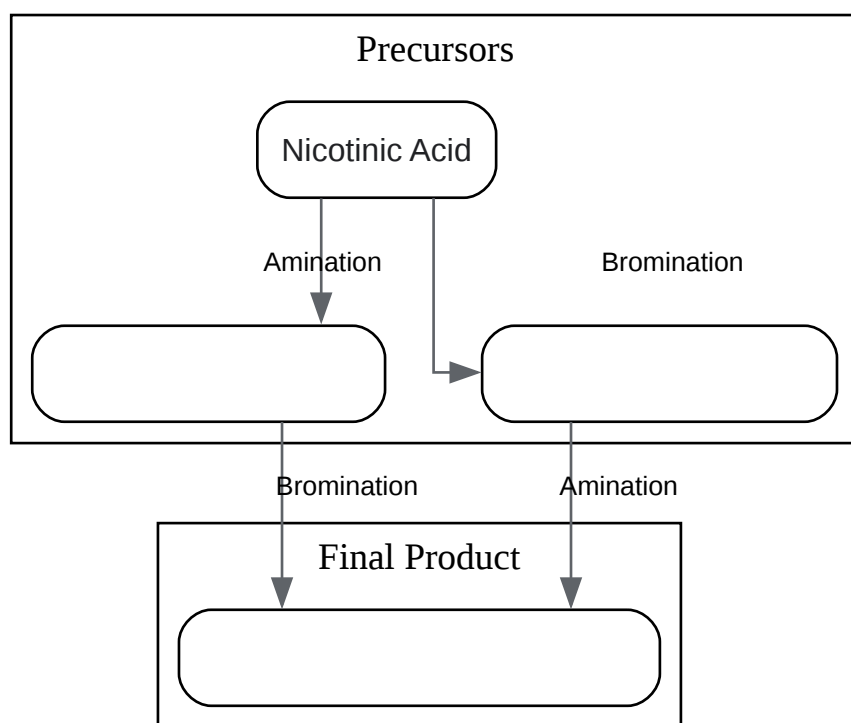 Precursors
Nicotinic Acid
Amination
Bromination
Bromination
Amination
Final Product